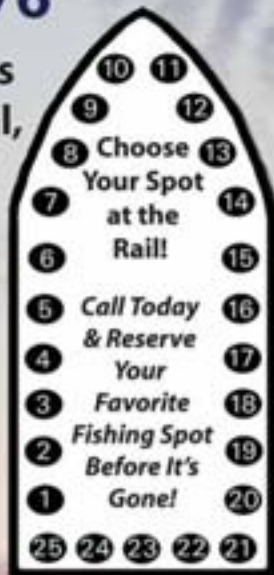 10 11
9 12
8 Choose 13
7 Your Spot 14
at the
Rail!
6 15
5 Call Today 16
& Reserve
4 Your 17
3 Favorite 18
2 Fishing Spot 19
Before It's
1 Gone! 20
25 24 23 22 21